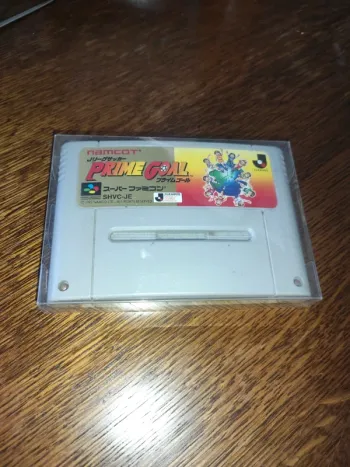 namcot
Jリーグサッカー
PRIME GOAL
プライムゴール
スーパーファミコン
SHVC-JE